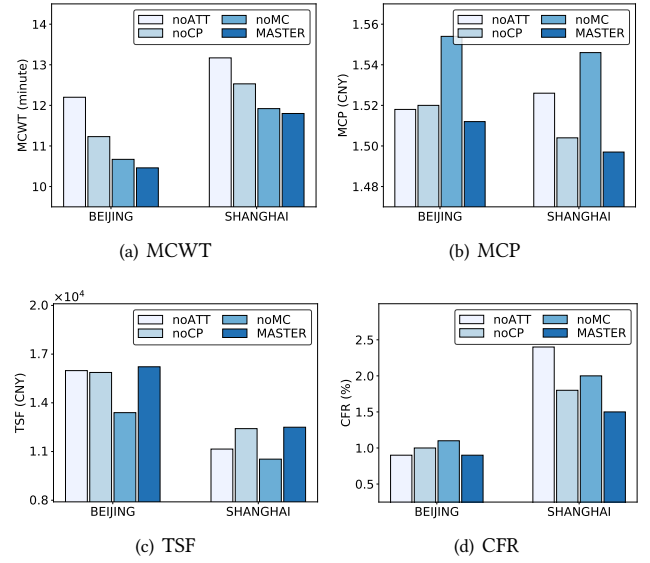 noATT noMC
noCP MASTER
MCWT (minute)
14
13
12
11
10
BEIJING SHANGHAI
(a) MCWT
noATT noMC
noCP MASTER
MCP (CNY)
1.56
1.54
1.52
1.50
1.48
BEIJING SHANGHAI
(b) MCP
×10⁴
noATT noMC
noCP MASTER
TSF (CNY)
2.0
1.7
1.4
1.1
0.8
BEIJING SHANGHAI
(c) TSF
noATT noMC
noCP MASTER
CFR (%)
2.5
2.0
1.5
1.0
0.5
BEIJING SHANGHAI
(d) CFR